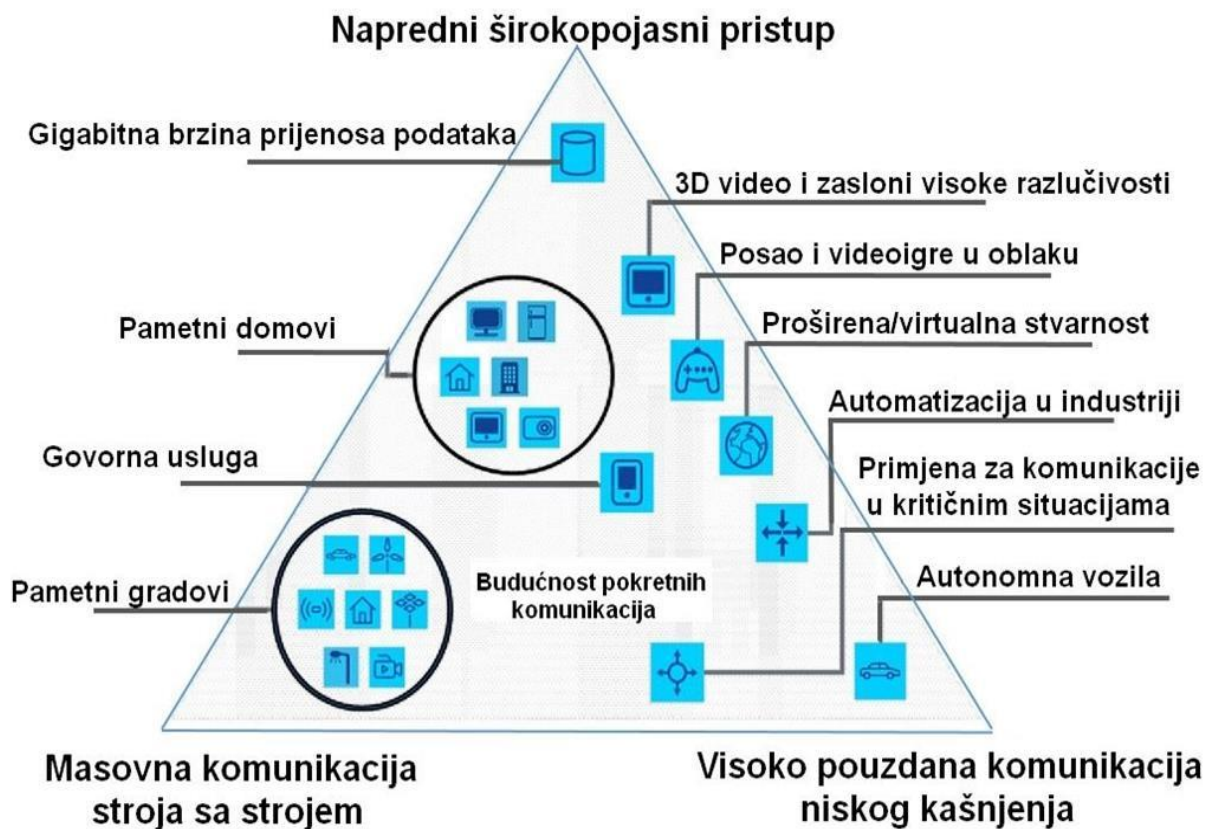 Napredni širokopojasni pristup
Gigabitna brzina prijenosa podataka
3D video i zasloni visoke razlučivosti
Posao i videoigre u oblaku
Pametni domovi
Proširena/virtualna stvarnost
Automatizacija u industriji
Govorna usluga
Primjena za komunikacije
u kritičnim situacijama
Pametni gradovi
Budućnost pokretnih
komunikacija
Autonomna vozila
Masovna komunikacija
stroja sa strojem
Visoko pouzdana komunikacija
niskog kašnjenja